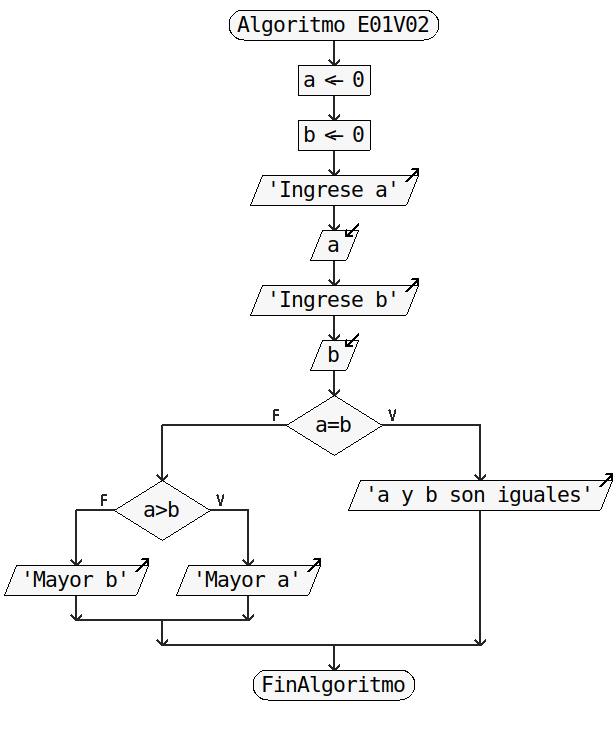 Algoritmo E01V02
a ← 0
b ← 0
'Ingrese a'
a
'Ingrese b'
b
a=b
F
V
a>b
F
V
'a y b son iguales'
'Mayor b'
'Mayor a'
FinAlgoritmo